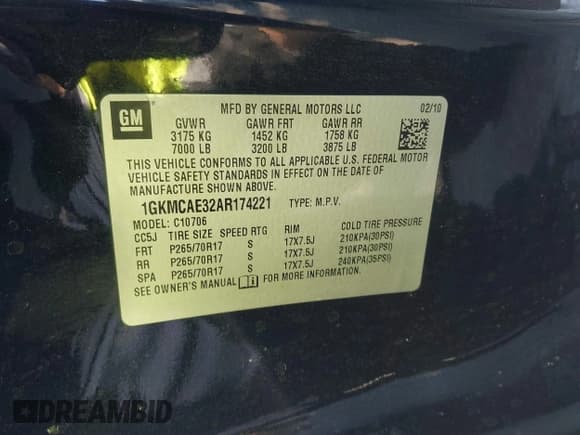 GM
MFD BY GENERAL MOTORS LLC 02/10
GVWR GAWR FRT GAWR RR
3175 KG 1452 KG 1758 KG
7000 LB 3200 LB 3875 LB
THIS VEHICLE CONFORMS TO ALL APPLICABLE U.S. FEDERAL MOTOR
VEHICLE SAFETY STANDARDS IN EFFECT ON THE DATE OF
MANUFACTURE SHOWN ABOVE.
1GKMCAE32AR174221 TYPE: M.P.V.
MODEL: C10706
CC5J TIRE SIZE SPEED RTG RIM COLD TIRE PRESSURE
FRT P265/70R17 S 17X7.5J 210KPA(30PSI)
RR P265/70R17 S 17X7.5J 210KPA(30PSI)
SPA P265/70R17 S 17X7.5J 240KPA(35PSI)
SEE OWNER'S MANUAL FOR MORE INFORMATION.
DREAMBID